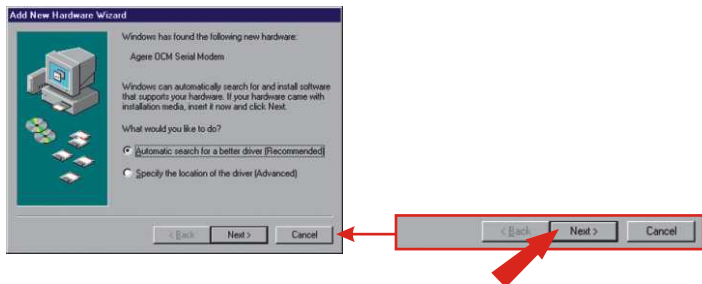 Add New Hardware Wizard
Windows has found the following new hardware:
Agere OCM Serial Modem
Windows can automatically search for and install software
that supports your hardware. If your hardware came with
installation media, insert it now and click Next.
What would you like to do?
Automatic search for a better driver (Recommended)
Specify the location of the driver (Advanced)
< Back Next > Cancel
< Back Next > Cancel